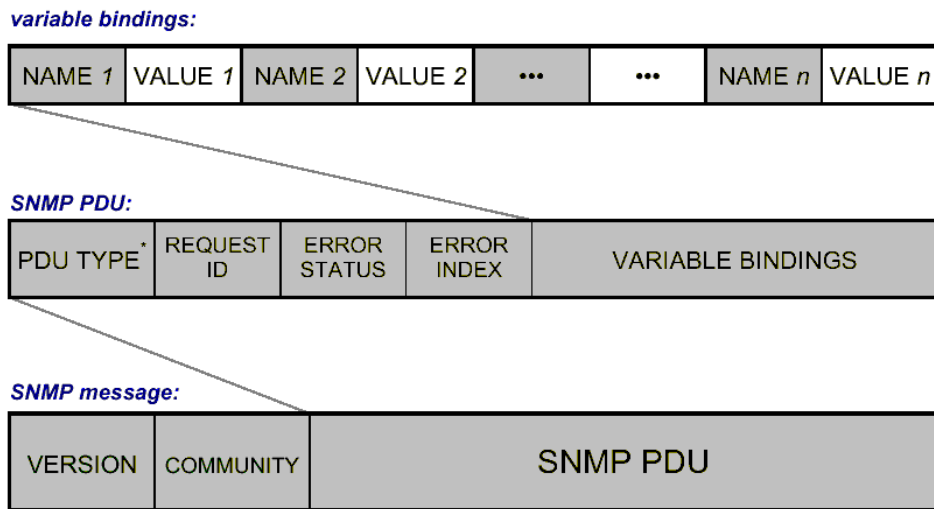 variable bindings:
NAME 1 VALUE 1 NAME 2 VALUE 2 ••• ••• NAME n VALUE n
SNMP PDU:
PDU TYPE* REQUEST ID ERROR STATUS ERROR INDEX VARIABLE BINDINGS
SNMP message:
VERSION COMMUNITY SNMP PDU